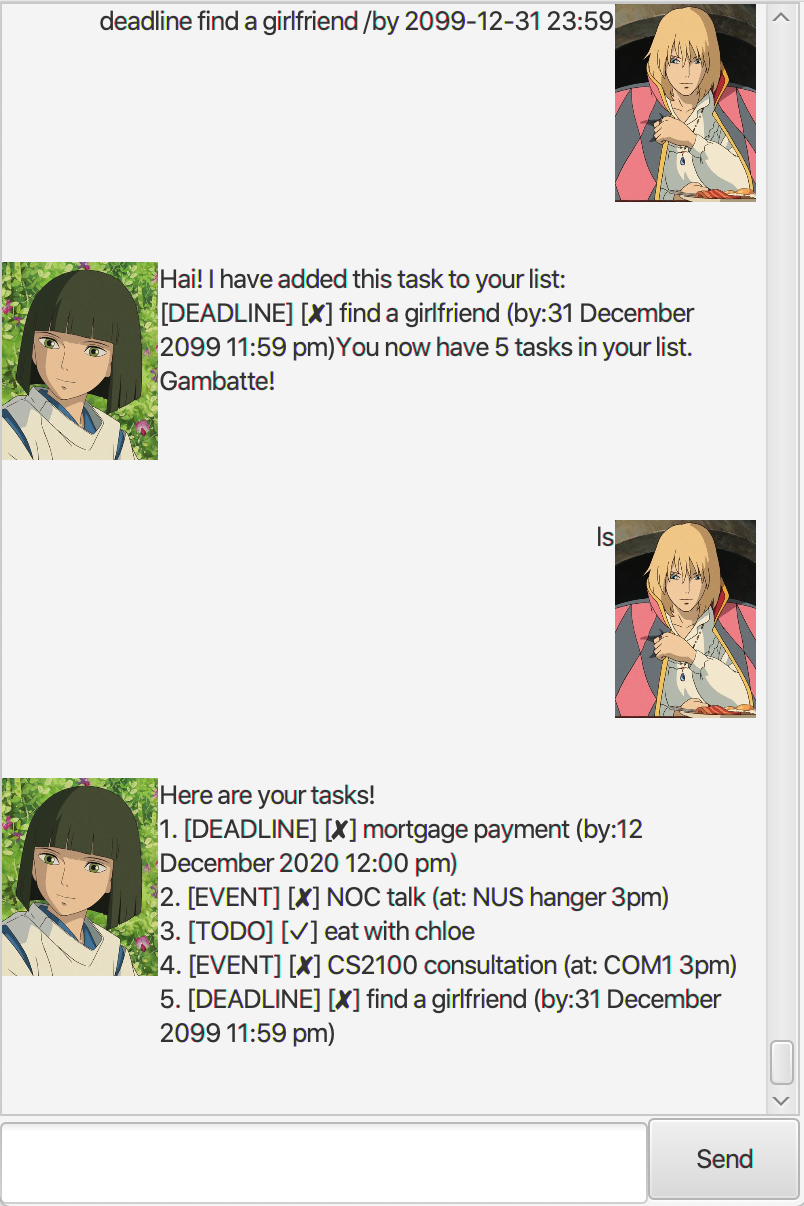 deadline find a girlfriend /by 2099-12-31 23:59
Hai! I have added this task to your list:
[DEADLINE] [✘] find a girlfriend (by:31 December
2099 11:59 pm)You now have 5 tasks in your list.
Gambatte!
ls
Here are your tasks!
1. [DEADLINE] [✘] mortgage payment (by:12
December 2020 12:00 pm)
2. [EVENT] [✘] NOC talk (at: NUS hanger 3pm)
3. [TODO] [✓] eat with chloe
4. [EVENT] [✘] CS2100 consultation (at: COM1 3pm)
5. [DEADLINE] [✘] find a girlfriend (by:31 December
2099 11:59 pm)
Send